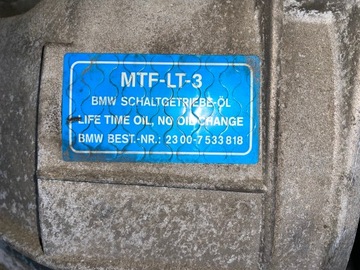 MTF-LT-3
BMW SCHALTGETRIEBE-ÖL
LIFE TIME OIL, NO OIL CHANGE
BMW BEST.-NR.: 23 00-7 533 818